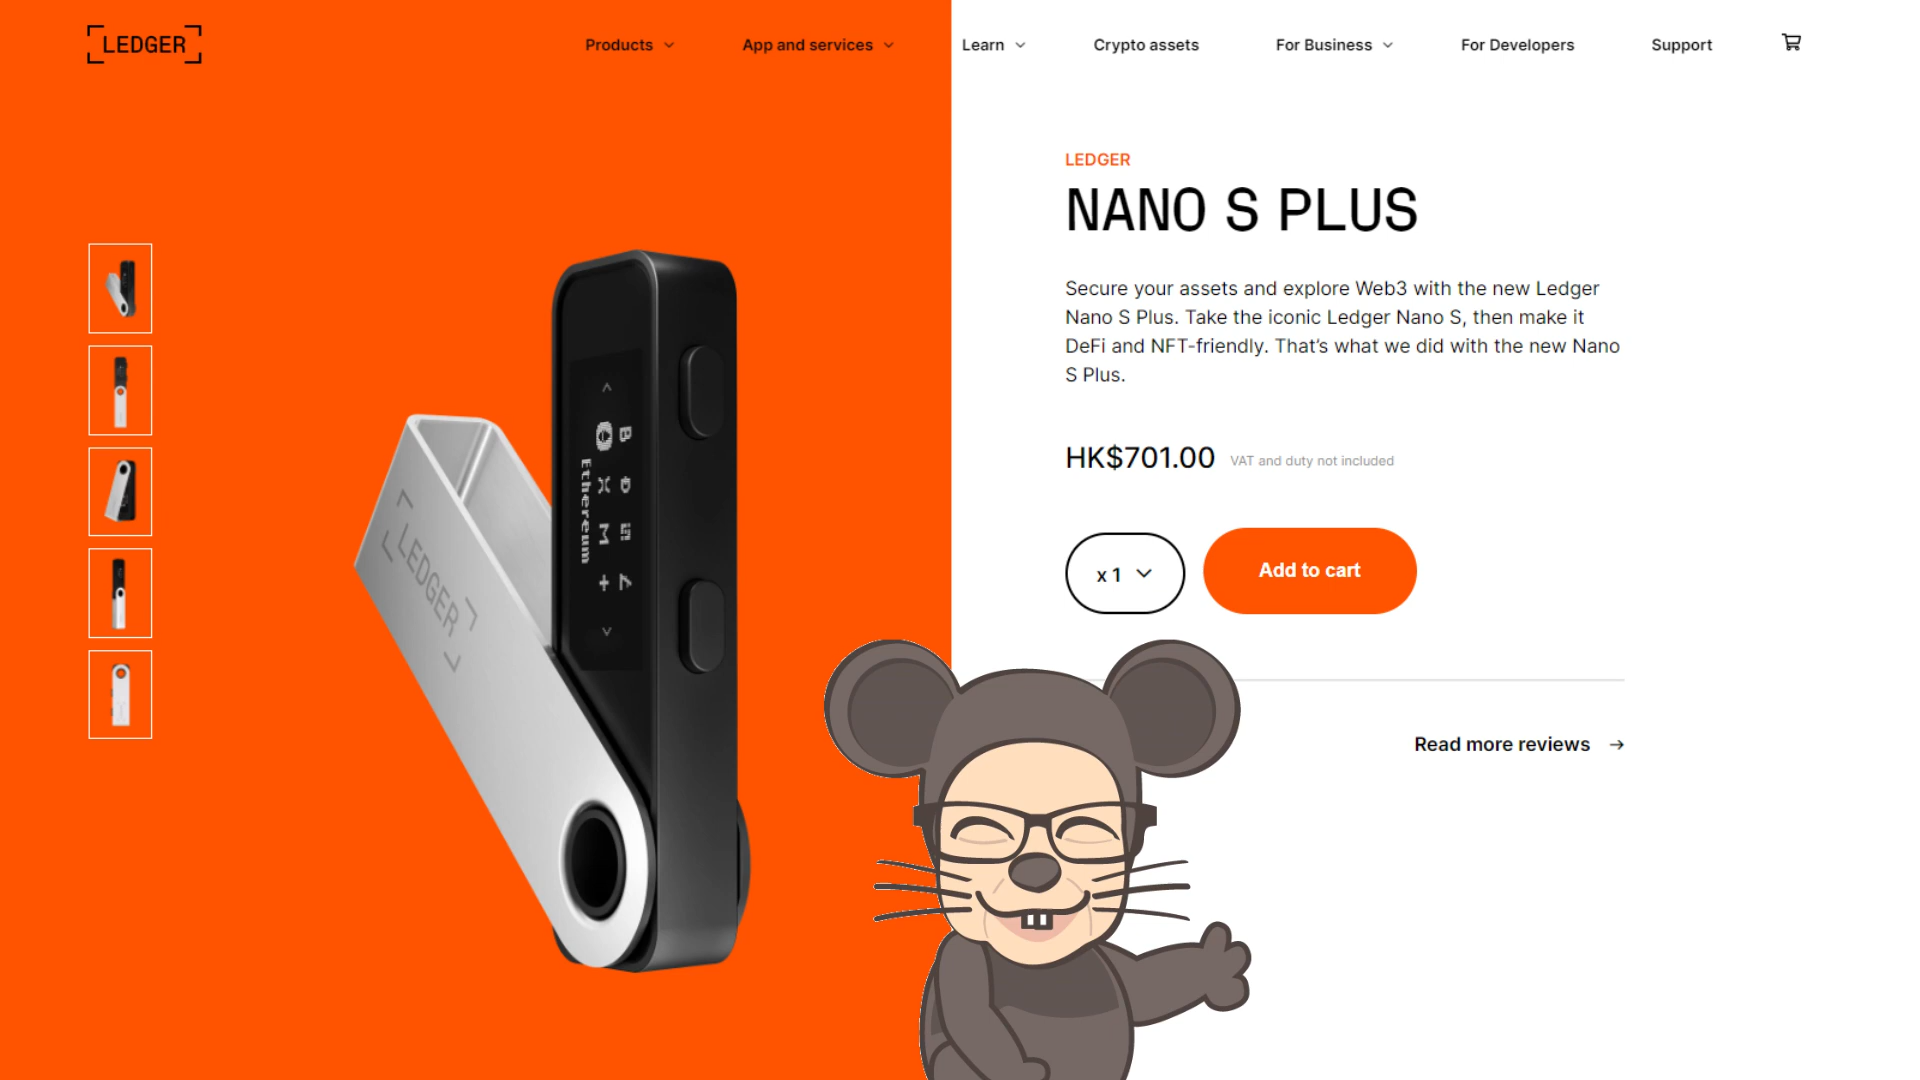 LEDGER
Products
App and services
Learn
Crypto assets
For Business
For Developers
Support
LEDGER
NANO S PLUS
Secure your assets and explore Web3 with the new Ledger
Nano S Plus. Take the iconic Ledger Nano S, then make it
DeFi and NFT-friendly. That’s what we did with the new Nano
S Plus.
HK$701.00 VAT and duty not included
x 1
Add to cart
Read more reviews →
Ethereum
LEDGER